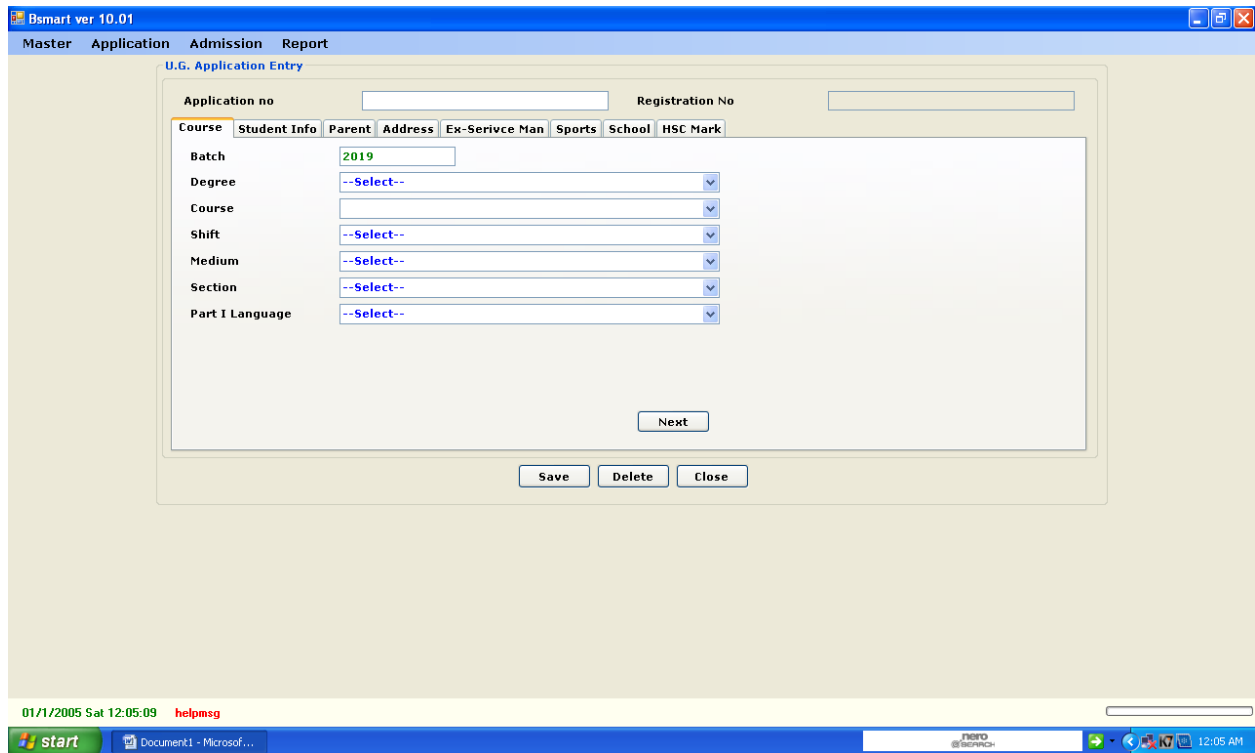 Bsmart ver 10.01
Master Application Admission Report
U.G. Application Entry
Application no Registration No
Course Student Info Parent Address Ex-Serivce Man Sports School HSC Mark
Batch 2019
Degree --Select--
Course
Shift --Select--
Medium --Select--
Section --Select--
Part I Language --Select--
Next
Save Delete Close
01/1/2005 Sat 12:05:09 helpmsg
start Document1 - Microsof... nero SEARCH K7 12:05 AM